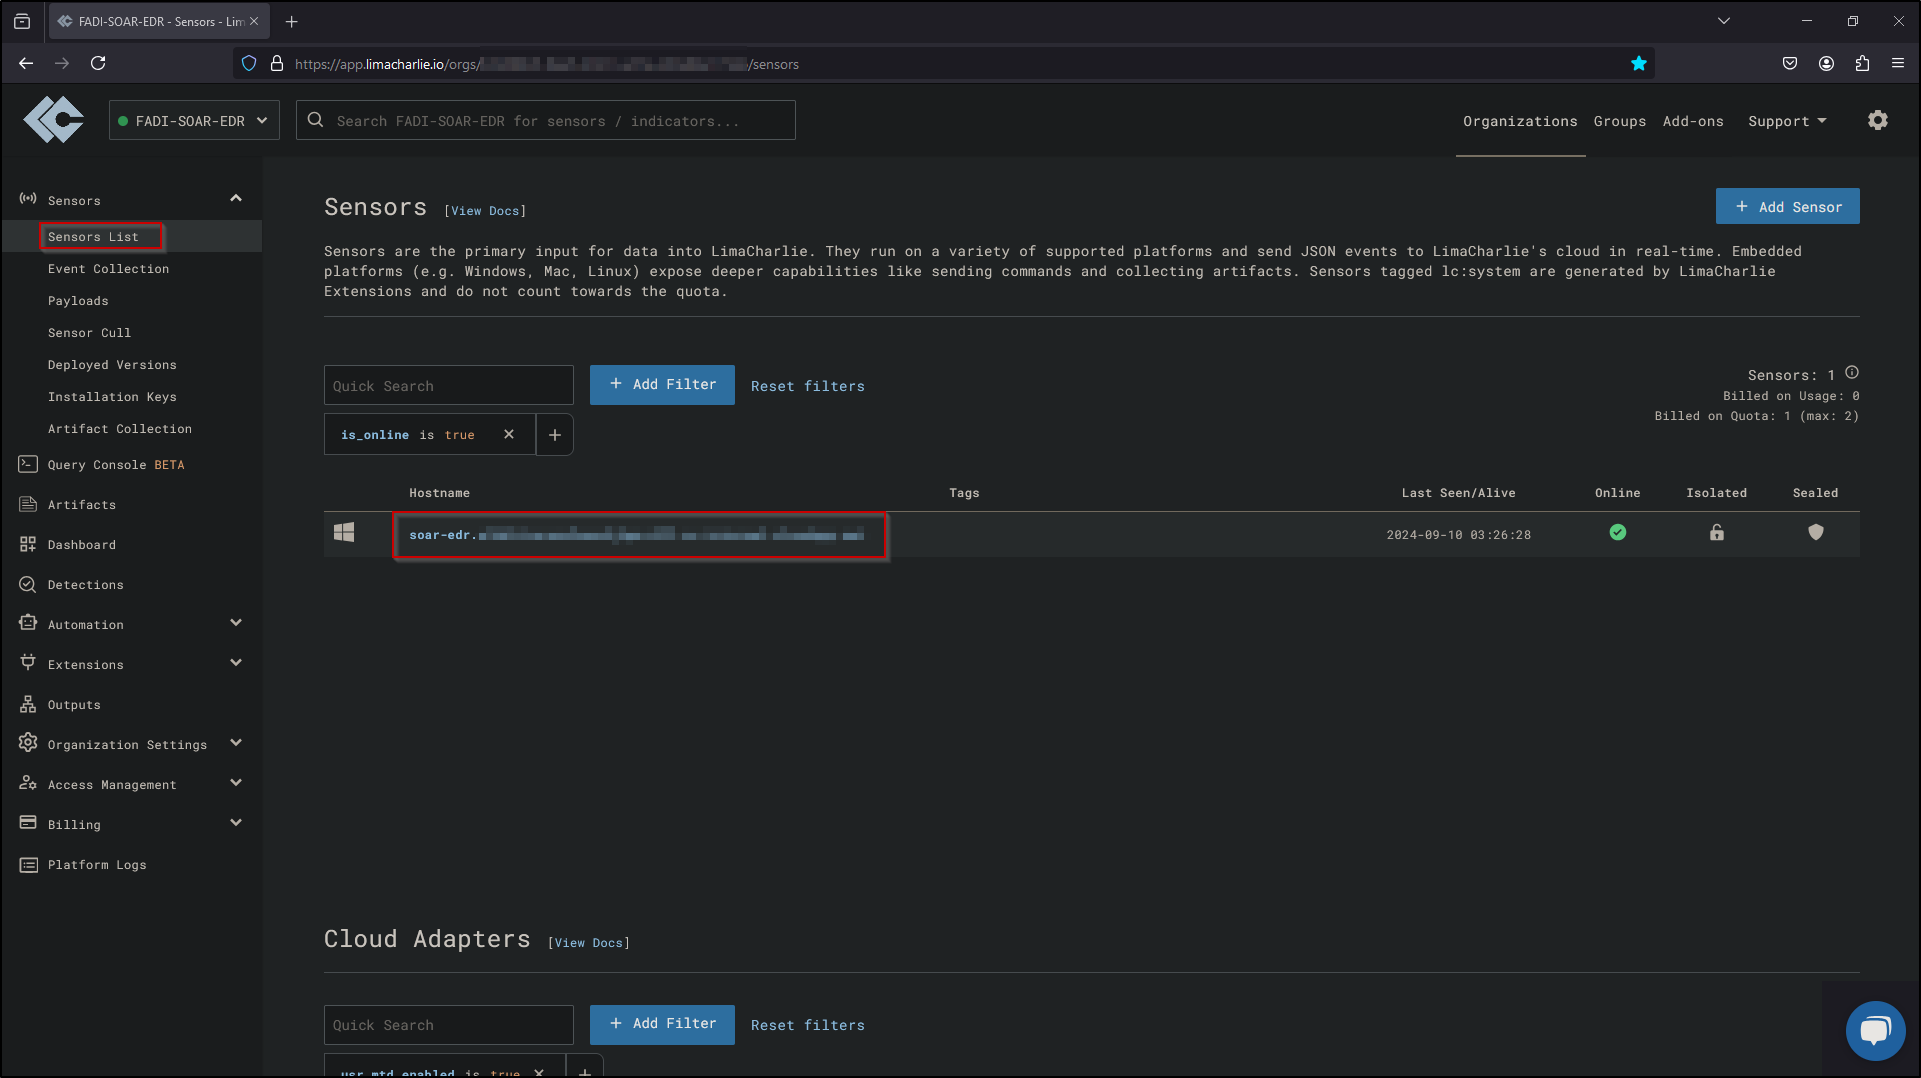 FADI-SOAR-EDR - Sensors - Lim
https://app.limacharlie.io/orgs/ /sensors
FADI-SOAR-EDR
Search FADI-SOAR-EDR for sensors / indicators...
Organizations
Groups
Add-ons
Support
Sensors
Sensors List
Event Collection
Payloads
Sensor Cull
Deployed Versions
Installation Keys
Artifact Collection
Query Console BETA
Artifacts
Dashboard
Detections
Automation
Extensions
Outputs
Organization Settings
Access Management
Billing
Platform Logs
Sensors [View Docs]
+ Add Sensor
Sensors are the primary input for data into LimaCharlie. They run on a variety of supported platforms and send JSON events to LimaCharlie's cloud in real-time. Embedded
platforms (e.g. Windows, Mac, Linux) expose deeper capabilities like sending commands and collecting artifacts. Sensors tagged lc:system are generated by LimaCharlie
Extensions and do not count towards the quota.
Quick Search
+ Add Filter
Reset filters
Sensors: 1
Billed on Usage: 0
Billed on Quota: 1 (max: 2)
is_online is true
Hostname Tags Last Seen/Alive Online Isolated Sealed
soar-edr. 2024-09-10 03:26:28
Cloud Adapters [View Docs]
Quick Search
+ Add Filter
Reset filters
usr_mtd.enabled is true